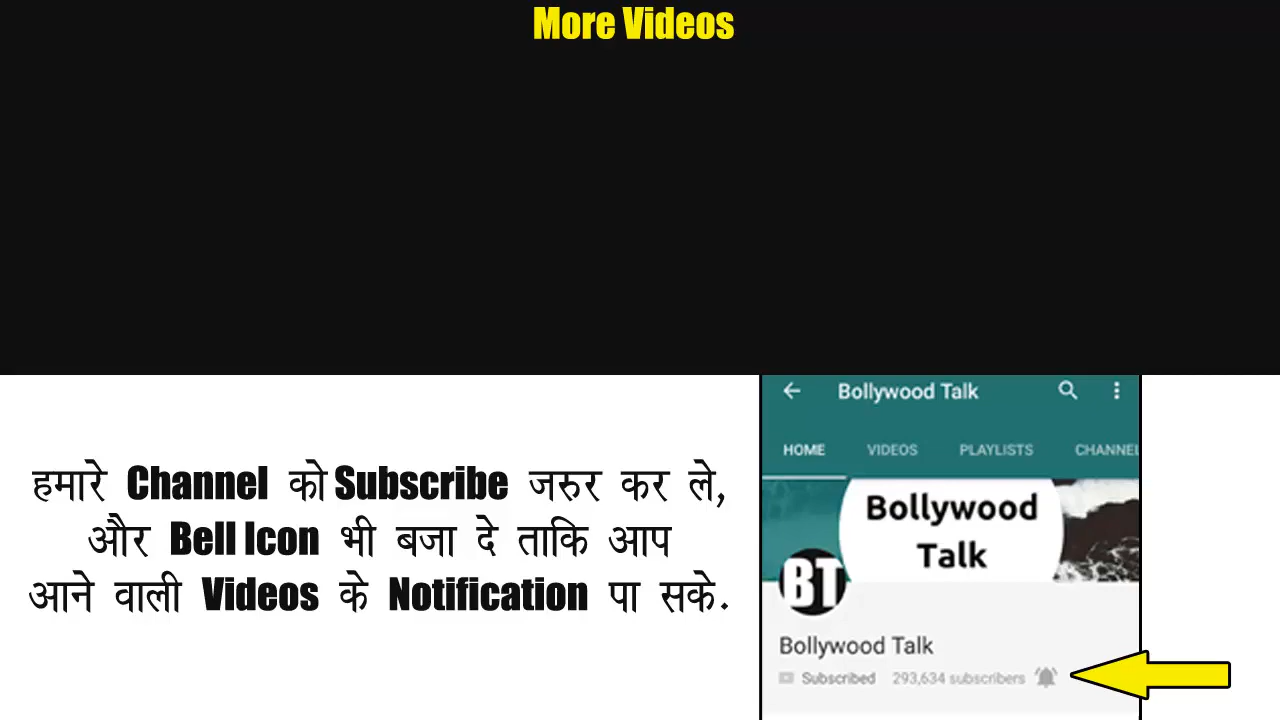 More Videos
हमारे Channel को Subscribe जरुर कर ले,
और Bell Icon भी बजा दे ताकि आप
आने वाली Videos के Notification पा सके.
Bollywood Talk
HOME VIDEOS PLAYLISTS CHANNEL
Bollywood
Talk
BT
Bollywood Talk
Subscribed 293,634 subscribers